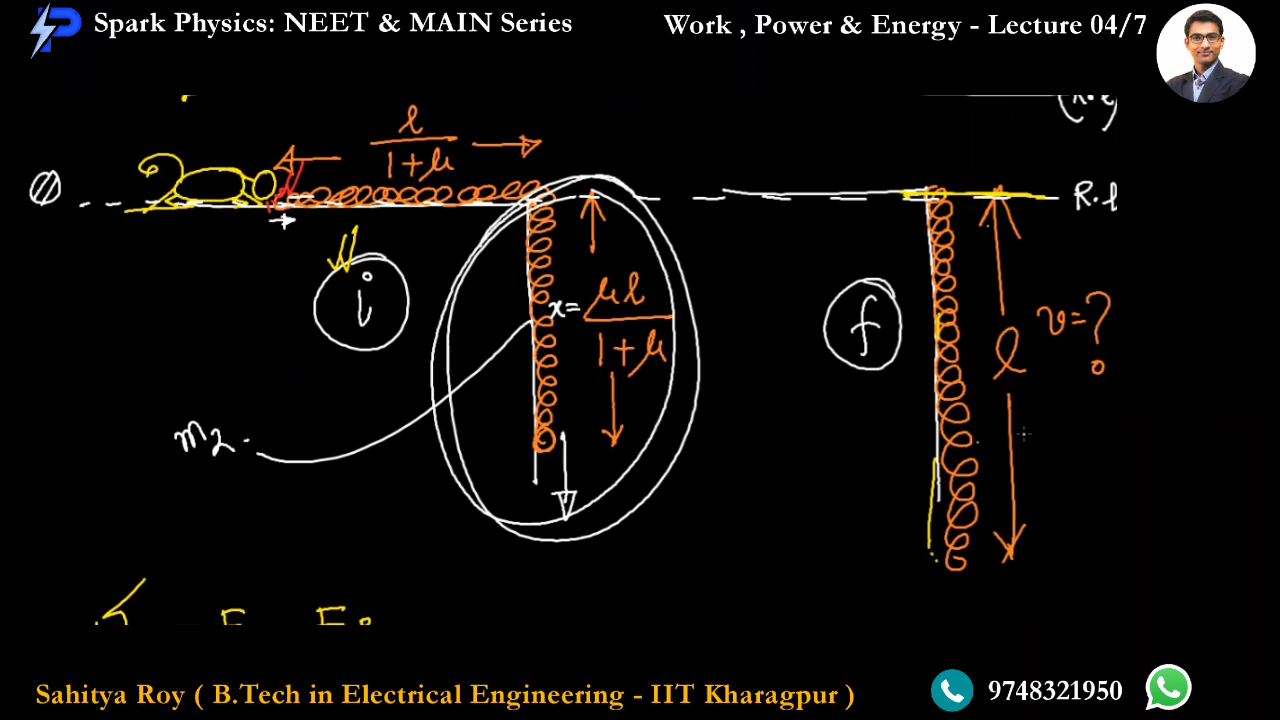 Spark Physics: NEET & MAIN Series
Work , Power & Energy - Lecture 04/7
l
1+μ
R.l
i
x= μl
1+μ
f
v=?
l
m2
Sahitya Roy ( B.Tech in Electrical Engineering - IIT Kharagpur )
9748321950